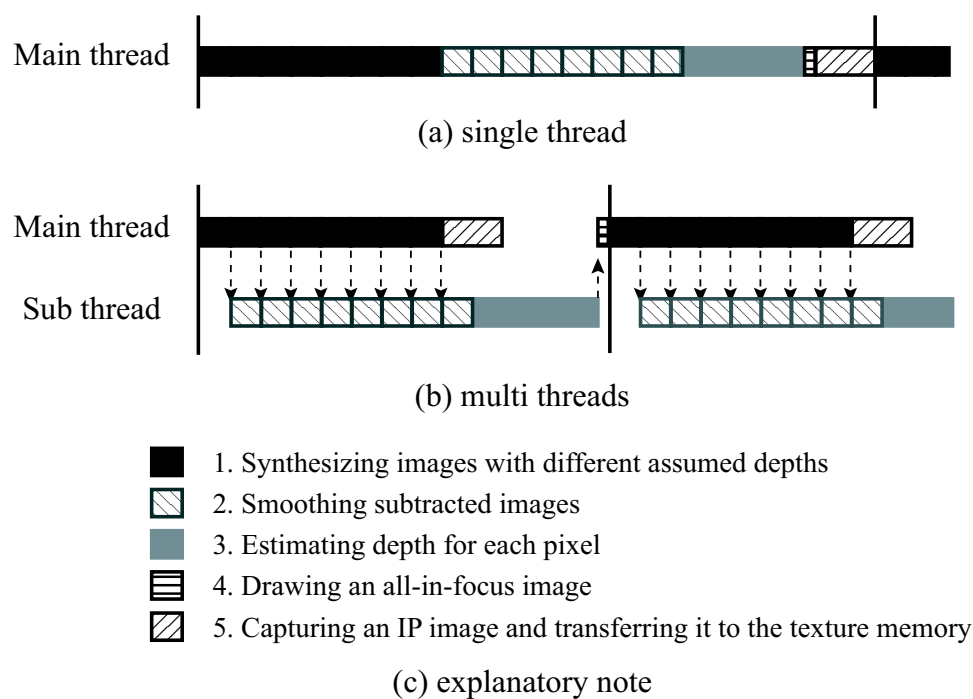 Main thread
(a) single thread
Main thread
Sub thread
(b) multi threads
1. Synthesizing images with different assumed depths
2. Smoothing subtracted images
3. Estimating depth for each pixel
4. Drawing an all-in-focus image
5. Capturing an IP image and transferring it to the texture memory
(c) explanatory note